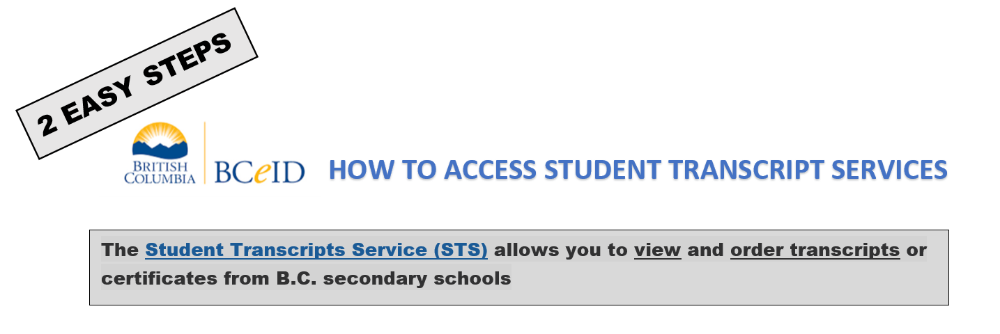 2 EASY STEPS
BRITISH
COLUMBIA
BCeID
HOW TO ACCESS STUDENT TRANSCRIPT SERVICES
The Student Transcripts Service (STS) allows you to view and order transcripts or
certificates from B.C. secondary schools